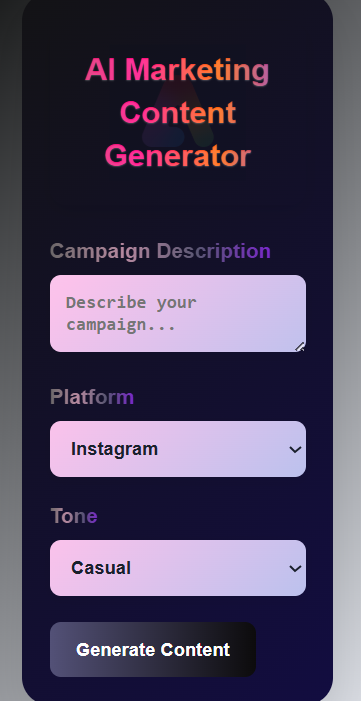 AI Marketing
Content
Generator
Campaign Description
Describe your
campaign...
Platform
Instagram
Tone
Casual
Generate Content